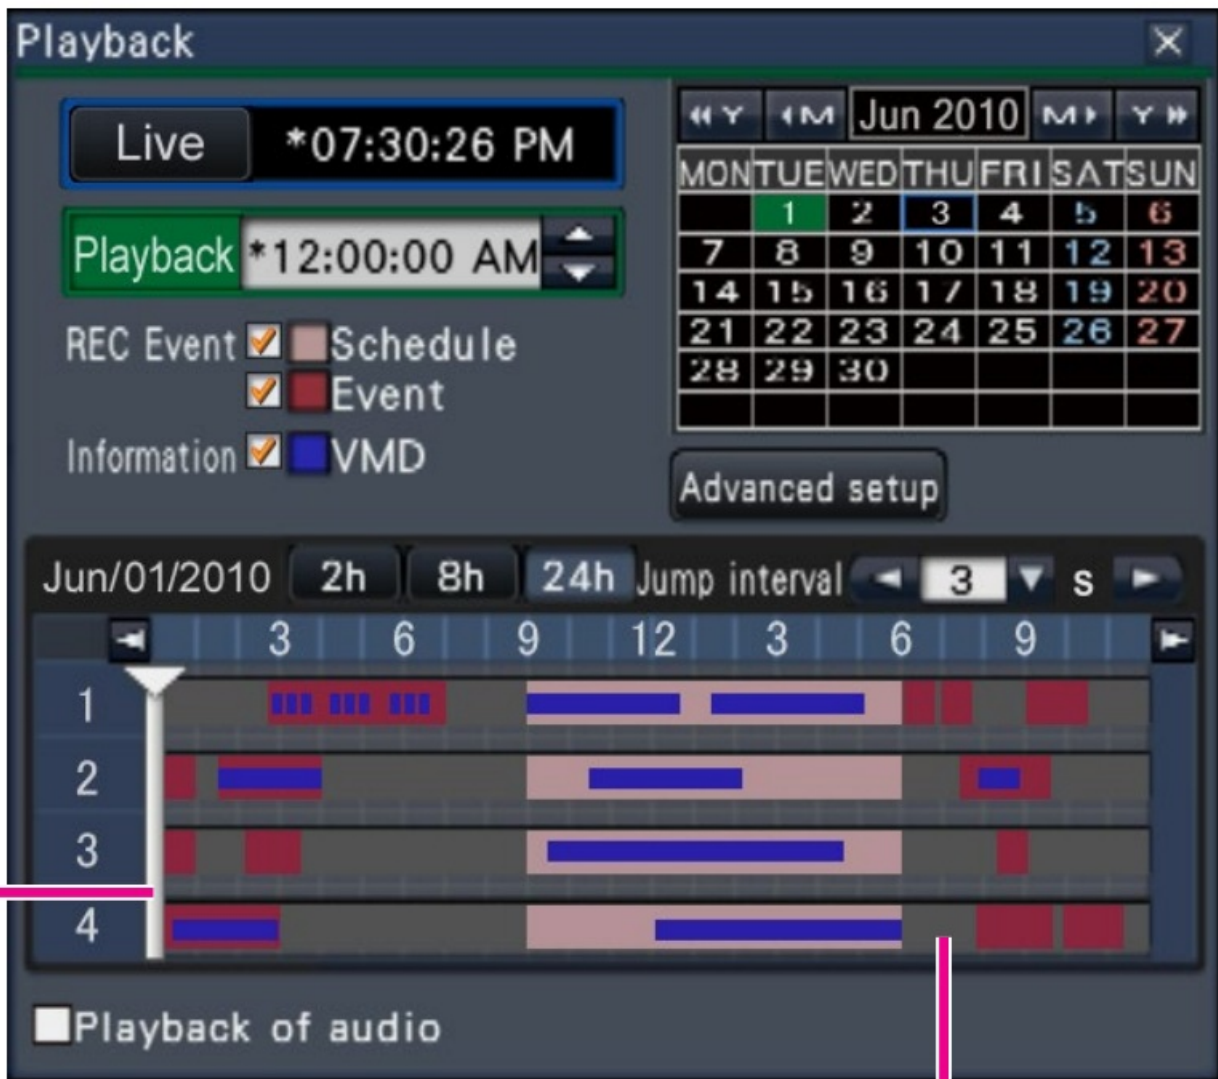 Playback
Live *07:30:26 PM
Playback *12:00:00 AM
REC Event Schedule
Event
Information VMD
Y M Jun 2010 M Y
MON TUE WED THU FRI SAT SUN
1 2 3 4 5 6
7 8 9 10 11 12 13
14 15 16 17 18 19 20
21 22 23 24 25 26 27
28 29 30
Advanced setup
Jun/01/2010 2h 8h 24h Jump interval 3 s
3 6 9 12 3 6 9
1
2
3
4
Playback of audio